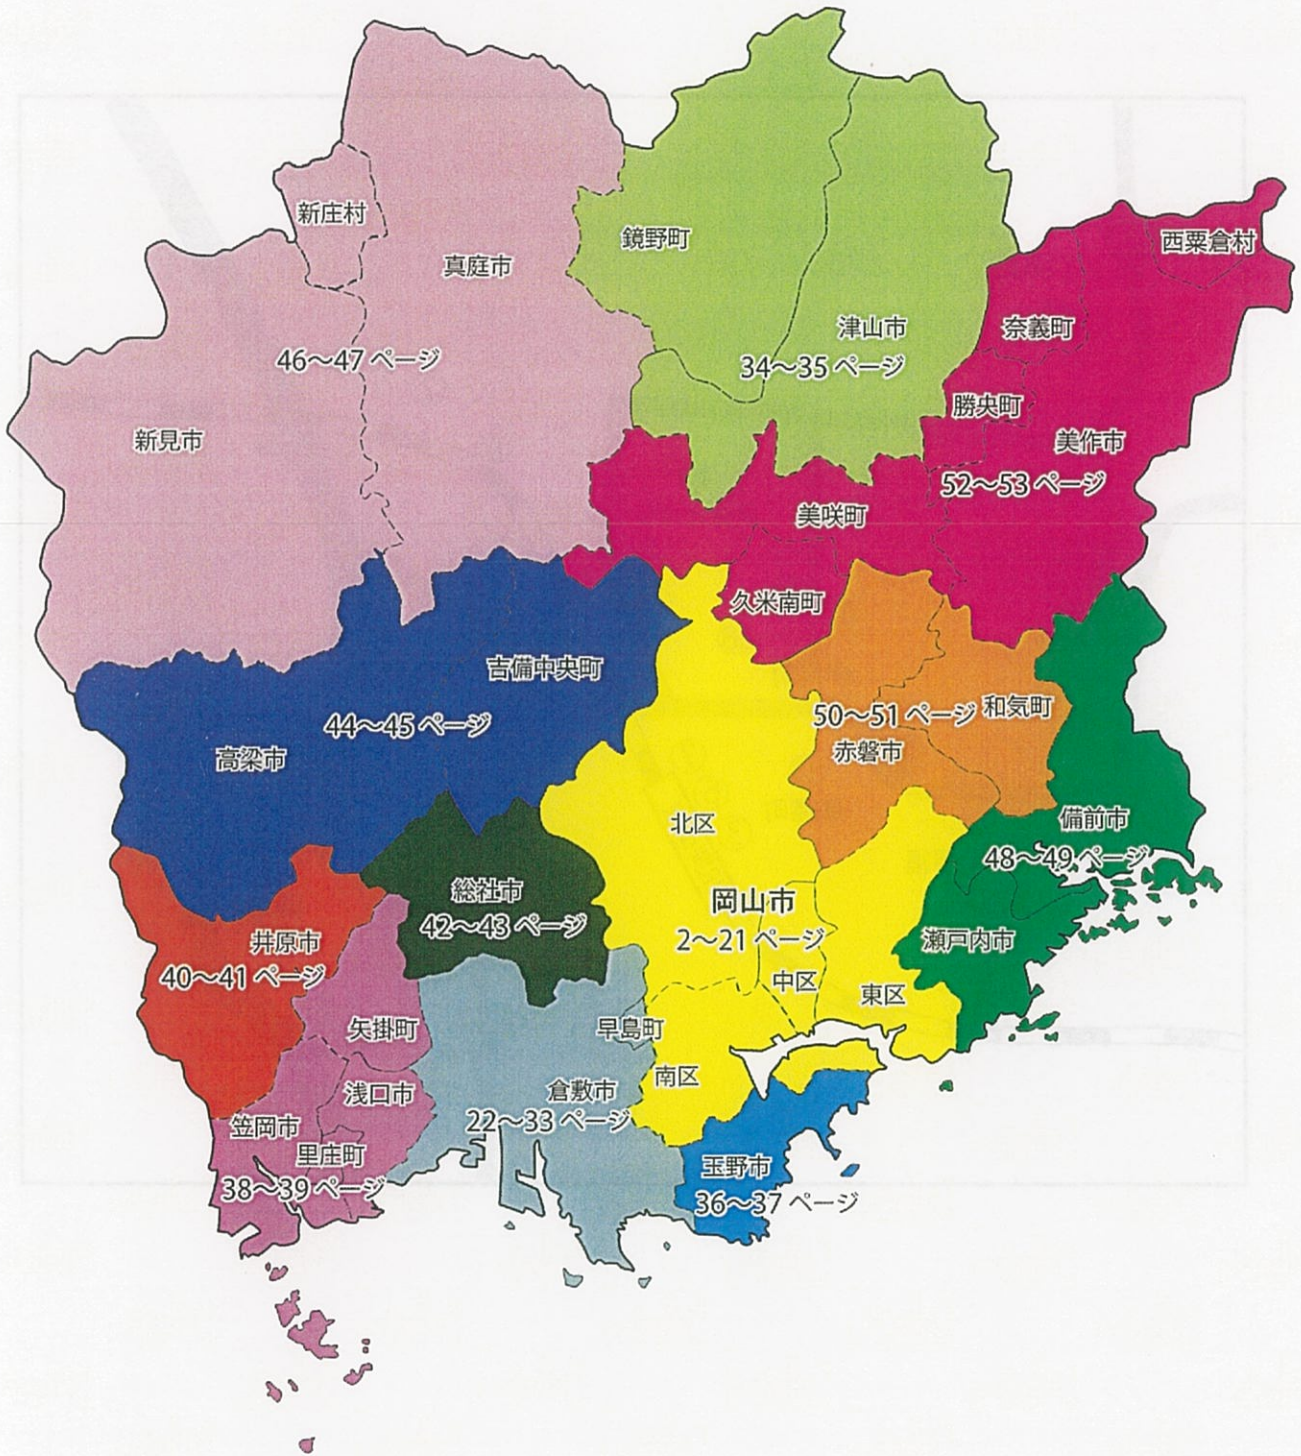 新庄村
真庭市
46～47 ページ
新見市
鏡野町
津山市
34～35 ページ
西粟倉村
奈義町
勝央町
美作市
52～53 ページ
美咲町
久米南町
吉備中央町
44～45 ページ
高梁市
50～51 ページ
和気町
赤磐市
北区
岡山市
2～21 ページ
中区
東区
南区
備前市
48～49 ページ
瀬戸内市
総社市
42～43 ページ
井原市
40～41 ページ
矢掛町
浅口市
笠岡市
里庄町
38～39 ページ
早島町
倉敷市
22～33 ページ
玉野市
36～37 ページ